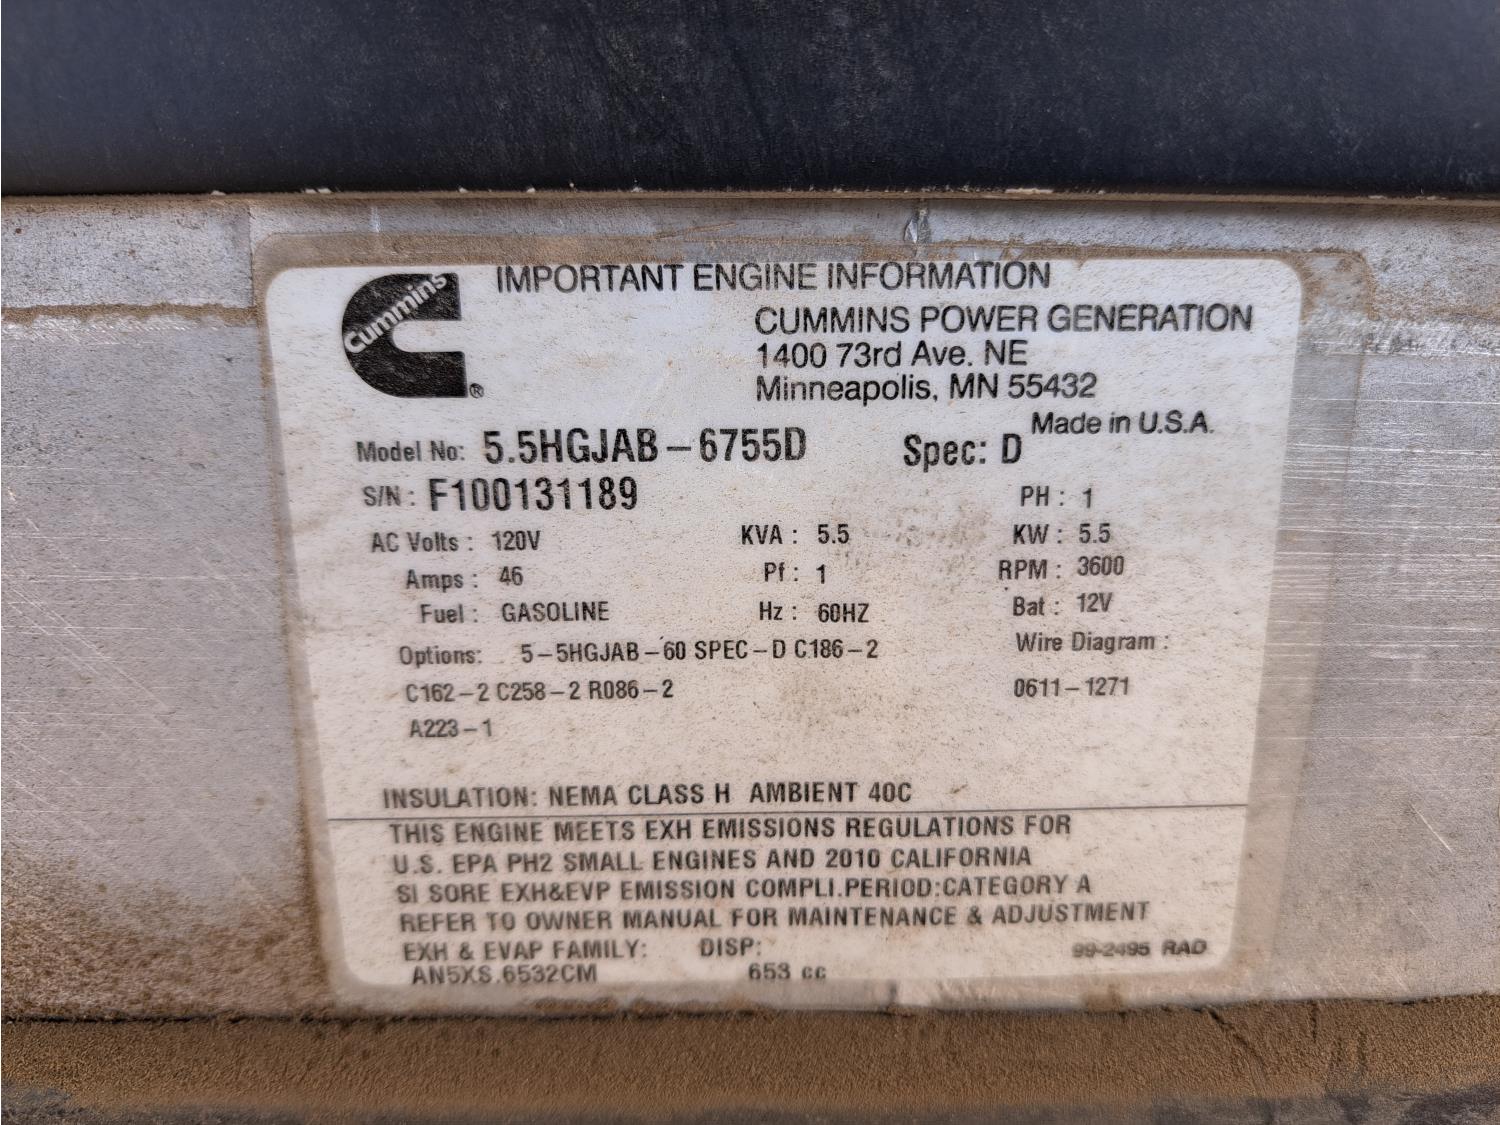 Cummins
®
IMPORTANT ENGINE INFORMATION
CUMMINS POWER GENERATION
1400 73rd Ave. NE
Minneapolis, MN 55432
Made in U.S.A.
Model No: 5.5HGJAB-6755D Spec: D
S/N: F100131189 PH: 1
AC Volts: 120V KVA: 5.5 KW: 5.5
Amps: 46 Pf: 1 RPM: 3600
Fuel: GASOLINE Hz: 60HZ Bat: 12V
Options: 5-5HGJAB-60 SPEC-D C186-2 Wire Diagram:
C162-2 C258-2 R086-2 0611-1271
A223-1
INSULATION: NEMA CLASS H AMBIENT 40C
THIS ENGINE MEETS EXH EMISSIONS REGULATIONS FOR
U.S. EPA PH2 SMALL ENGINES AND 2010 CALIFORNIA
SI SORE EXH&EVP EMISSION COMPLI.PERIOD:CATEGORY A
REFER TO OWNER MANUAL FOR MAINTENANCE & ADJUSTMENT
EXH & EVAP FAMILY: DISP: 99-2495 RAD
AN5XS.6532CM 653 cc